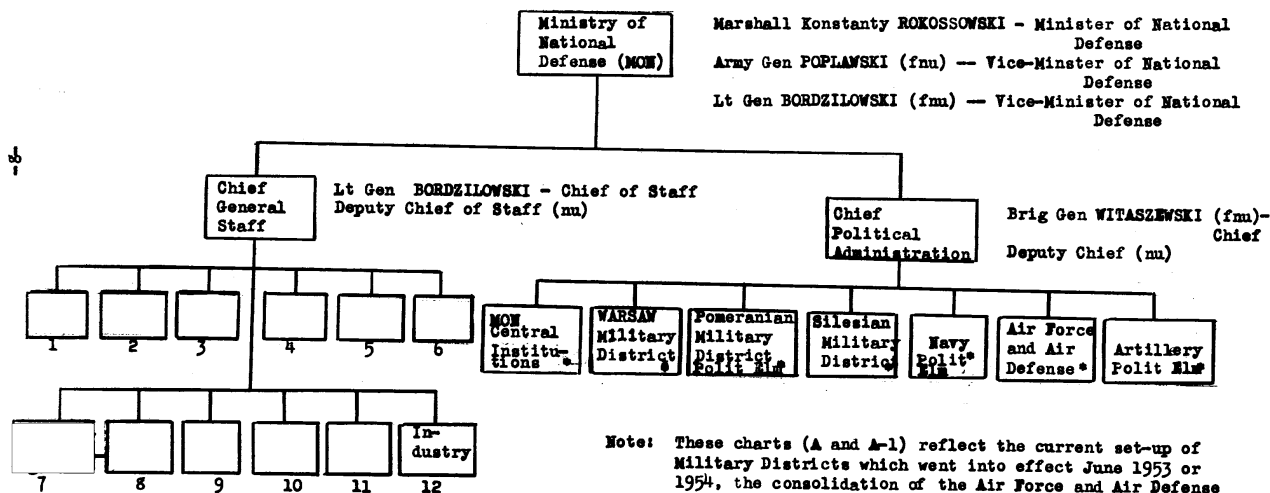 Ministry of
National
Defense (MON)
Marshall Konstanty ROKOSSOWSKI - Minister of National
Defense
Army Gen POPLAWSKI (fnu) -- Vice-Minster of National
Defense
Lt Gen BORDZILOWSKI (fnu) -- Vice-Minister of National
Defense
-8-
Chief
General
Staff
Lt Gen BORDZILOWSKI - Chief of Staff
Deputy Chief of Staff (nu)
Chief
Political
Administration
Brig Gen WITASZEWSKI (fnu)-
Chief
Deputy Chief (nu)
1
2
3
4
5
6
MON
Central
Institu-
tions *
WARSAW
Military
District
*
Pomeranian
Military
District *
Polit Elm
Silesian
Military
District
*
Navy
Polit*
Elm
Air Force
and Air
Defense *
Artillery
Polit Elm*
7
8
9
10
11
In-
dustry
12
Note: These charts (A and A-1) reflect the current set-up of
Military Districts which went into effect June 1953 or
1954, the consolidation of the Air Force and Air Defense